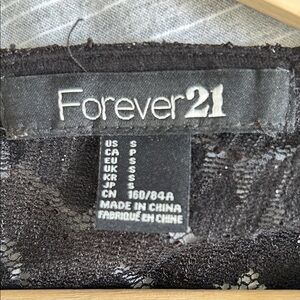 Forever21
US S
CA P
EU S
UK S
KR S
JP S
CN 160/84A
MADE IN CHINA
FABRIQUÉ EN CHINE